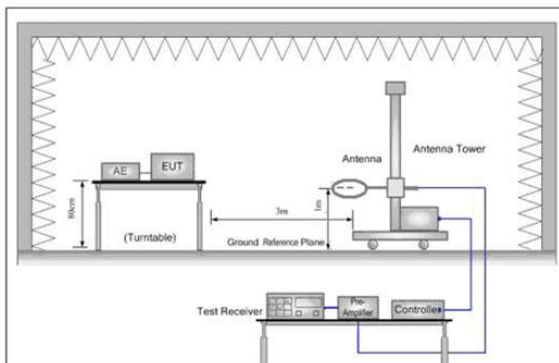 Antenna
Antenna Tower
AE
EUT
80cm
(Turntable)
3m
1m
Ground Reference Plane
Test Receiver
Pre-
Amplifier
Controller